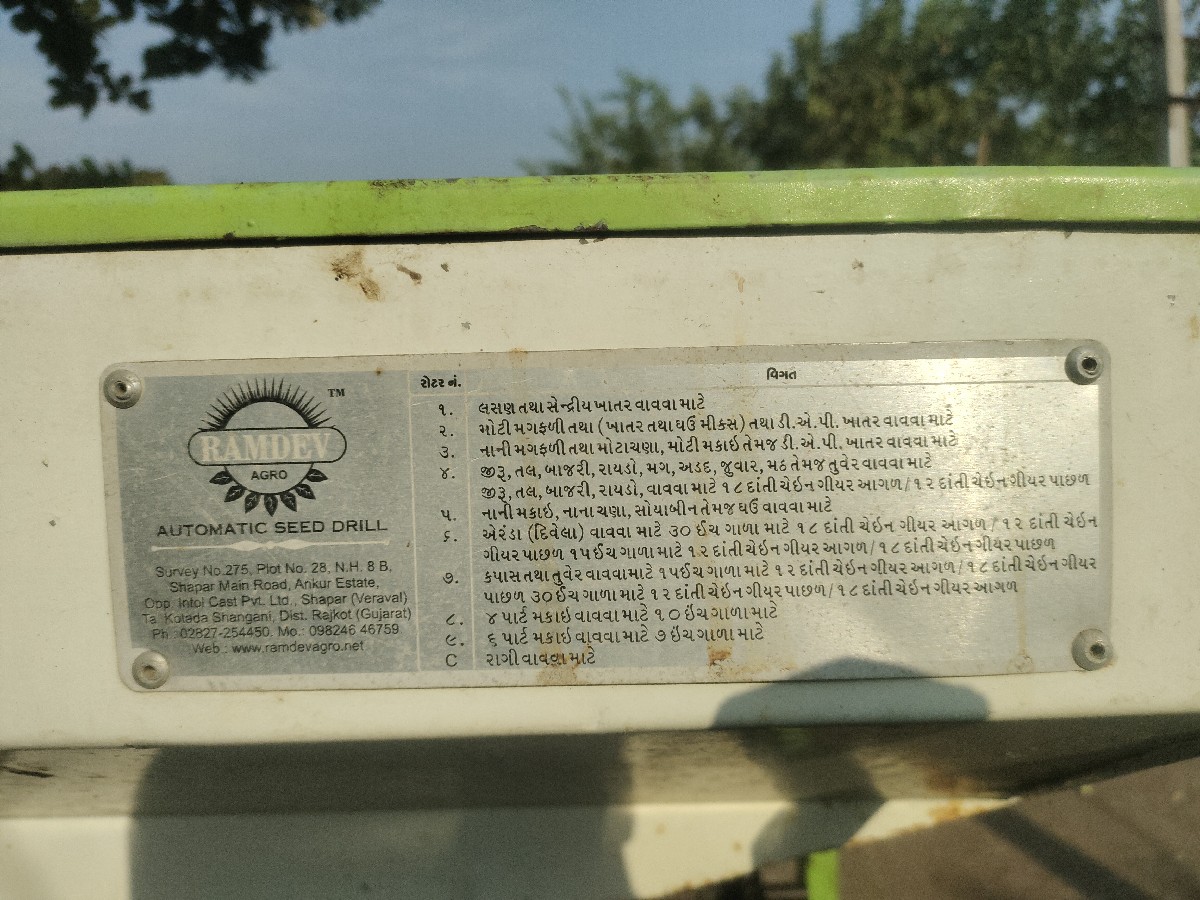 TM
RAMDEV
AGRO
AUTOMATIC SEED DRILL
Survey No.275, Plot No. 28, N.H. 8 B,
Shapar Main Road, Ankur Estate,
Opp. Intol Cast Pvt. Ltd., Shapar (Veraval)
Ta. Kotada Shangani, Dist. Rajkot (Gujarat)
Ph.: 02827-254450, Mo.: 098246 46759
Web.: www.ramdevagro.net
રોટર નં. વિગત
૧. લસણ તથા સેન્દ્રીય ખાતર વાવવા માટે
૨. મોટી મગફળી તથા (ખાતર તથા ઘઉં મીકસ) તથા ડી.એ.પી. ખાતર વાવવા માટે
૩. નાની મગફળી તથા મોટાચણા, મોટી મકાઇ તેમજ ડી.એ.પી. ખાતર વાવવા માટે
૪. જીરૂ, તલ, બાજરી, રાયડો, મગ, અડદ, જુવાર, મઠ તેમજ તુવેર વાવવા માટે
જીરૂ, તલ, બાજરી, રાયડો, વાવવા માટે ૧૮ દાંતી ચેઇન ગીયર આગળ / ૧૨ દાંતી ચેઇન ગીયર પાછળ
૫. નાની મકાઇ, નાના ચણા, સોયાબીન તેમજ ઘઉં વાવવા માટે
૬. એરંડા (દિવેલા) વાવવા માટે ૩૦ ઈંચ ગાળા માટે ૧૮ દાંતી ચેઇન ગીયર આગળ / ૧૨ દાંતી ચેઇન
ગીયર પાછળ ૧૫ ઈંચ ગાળા માટે ૧૨ દાંતી ચેઇન ગીયર આગળ / ૧૮ દાંતી ચેઇન ગીયર પાછળ
૭. કપાસ તથા તુવેર વાવવા માટે ૧૫ ઈંચ ગાળા માટે ૧૨ દાંતી ચેઇન ગીયર આગળ / ૧૮ દાંતી ચેઇન ગીયર
પાછળ ૩૦ ઈંચ ગાળા માટે ૧૨ દાંતી ચેઇન ગીયર પાછળ / ૧૮ દાંતી ચેઇન ગીયર આગળ
૮. ૪ પાર્ટ મકાઇ વાવવા માટે ૧૦ ઇંચ ગાળા માટે
૯. ૬ પાર્ટ મકાઇ વાવવા માટે ૭ ઇંચ ગાળા માટે
C રાગી વાવવા માટે